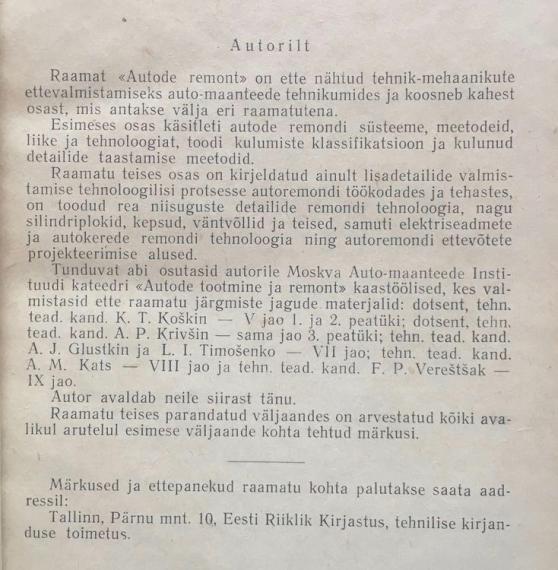 Autorilt
Raamat «Autode remont» on ette nähtud tehnik-mehaanikute
ettevalmistamiseks auto-maanteede tehnikumides ja koosneb kahest
osast, mis antakse välja eri raamatutena.
Esimeses osas käsitleti autode remondi süsteeme, meetodeid,
liike ja tehnoloogiat, toodi kulumiste klassifikatsioon ja kulunud
detailide taastamise meetodid.
Raamatu teises osas on kirjeldatud ainult lisadetailide valmis-
tamise tehnoloogilisi protsesse autoremondi töökodades ja tehastes,
on toodud rea niisuguste detailide remondi tehnoloogia, nagu
silindriplokid, kepsud, väntvõllid ja teised, samuti elektriseadmete
ja autokerede remondi tehnoloogia ning autoremondi ettevõtete
projekteerimise alused.
Tunduvat abi osutasid autorile Moskva Auto-maanteede Insti-
tuudi kateedri «Autode tootmine ja remont» kaastöölised, kes val-
mistasid ette raamatu järgmiste jagude materjalid: dotsent, tehn.
tead. kand. K. T. Koškin — V jao 1. ja 2. peatüki; dotsent, tehn.
tead. kand. A. P. Krivšin — sama jao 3. peatüki; tehn. tead. kand.
A. J. Glustkin ja L. I. Timošenko — VII jao; tehn. tead. kand.
A. M. Kats — VIII jao ja tehn. tead. kand. F. P. Vereštšak —
IX jao.
Autor avaldab neile siirast tänu.
Raamatu teises parandatud väljaandes on arvestatud kõiki ava-
likul arutelul esimese väljaande kohta tehtud märkusi.
Märkused ja ettepanekud raamatu kohta palutakse saata aad-
ressil:
Tallinn, Pärnu mnt. 10, Eesti Riiklik Kirjastus, tehnilise kirjan-
duse toimetus.